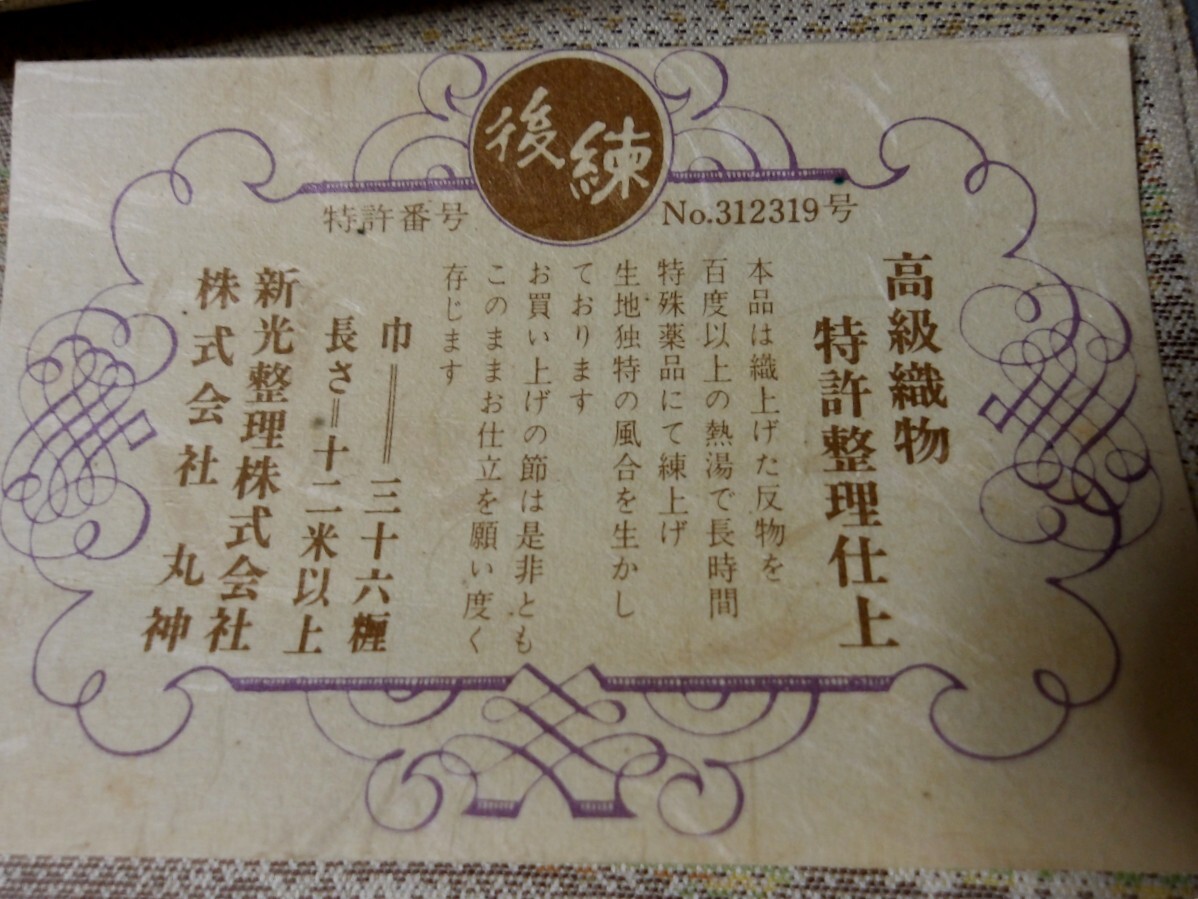 後練
特許番号
No.312319号
高級織物
特許整理仕上
本品は織上げた反物を
百度以上の熱湯で長時間
特殊薬品にて練上げ
生地独特の風合を生かし
ております
お買い上げの節は是非とも
このままお仕立を願い度く
存じます
巾＝三十六糎
長さ＝十二米以上
新光整理株式会社
株式会社 丸神